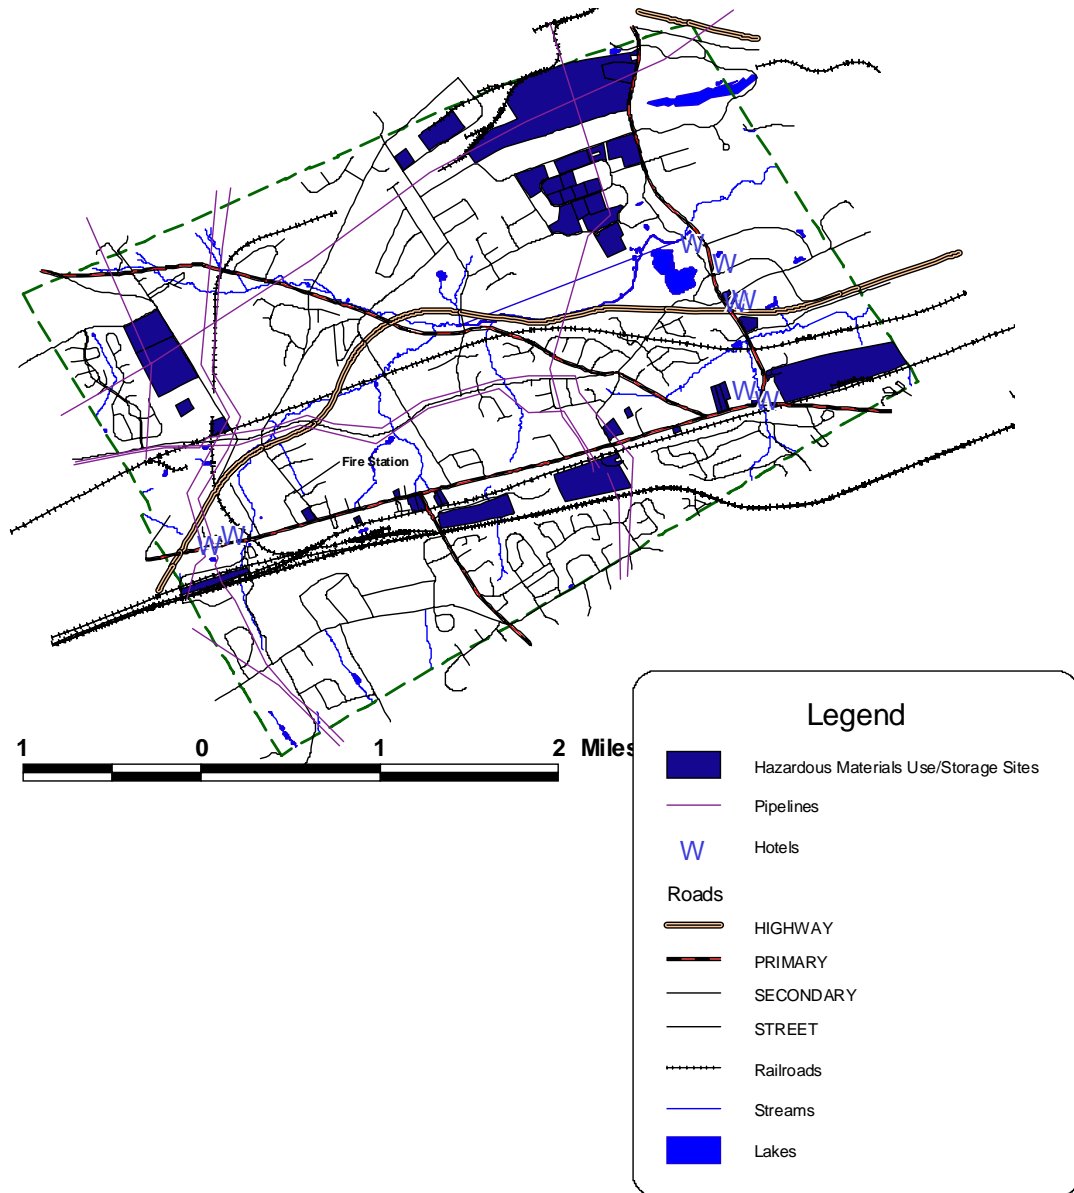 W
W
W W
Fire Station
W W
W W
1 0 1 2 Miles
Legend
Hazardous Materials Use/Storage Sites
Pipelines
W Hotels
Roads
HIGHWAY
PRIMARY
SECONDARY
STREET
Railroads
Streams
Lakes